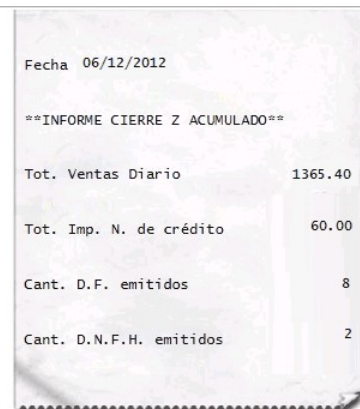 Fecha 06/12/2012
**INFORME CIERRE Z ACUMULADO**
Tot. Ventas Diario 1365.40
Tot. Imp. N. de crédito 60.00
Cant. D.F. emitidos 8
Cant. D.N.F.H. emitidos 2